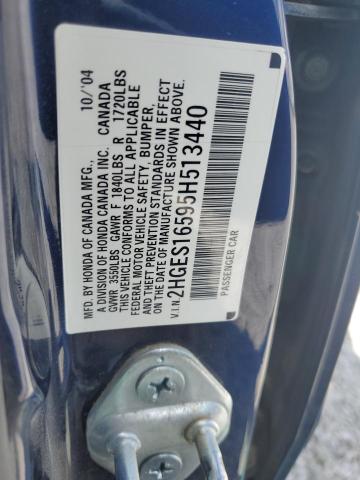 MFD. BY HONDA OF CANADA MFG., 10/'04
A DIVISION OF HONDA CANADA INC. CANADA
GVWR 3550LBS GAWR F 1840LBS R 1720LBS
THIS VEHICLE CONFORMS TO ALL APPLICABLE
FEDERAL MOTOR VEHICLE SAFETY, BUMPER,
AND THEFT PREVENTION STANDARDS IN EFFECT
ON THE DATE OF MANUFACTURE SHOWN ABOVE.
V.I.N. 2HGES16595H513440
PASSENGER CAR